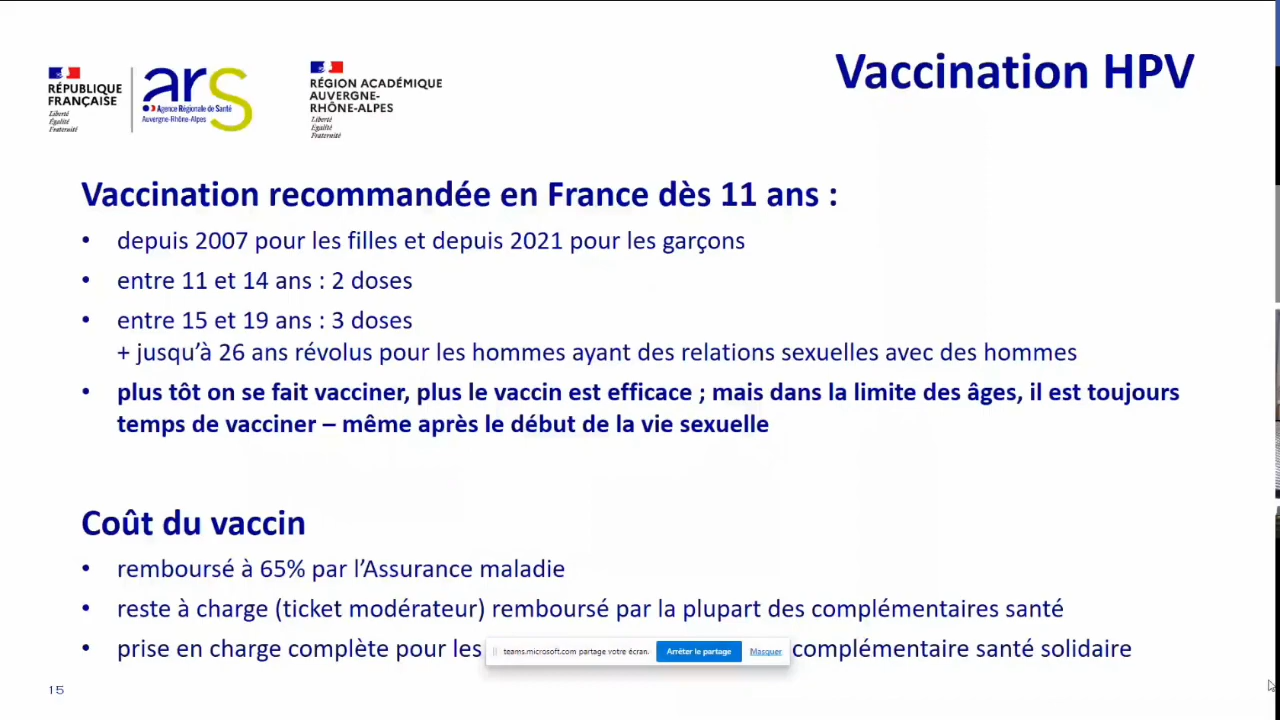 Vaccination HPV
RÉPUBLIQUE
FRANÇAISE
Liberté
Égalité
Fraternité
ars
Agence Régionale de Santé
Auvergne-Rhône-Alpes
RÉGION ACADÉMIQUE
AUVERGNE-
RHÔNE-ALPES
Liberté
Égalité
Fraternité
Vaccination recommandée en France dès 11 ans :
• depuis 2007 pour les filles et depuis 2021 pour les garçons
• entre 11 et 14 ans : 2 doses
• entre 15 et 19 ans : 3 doses
+ jusqu’à 26 ans révolus pour les hommes ayant des relations sexuelles avec des hommes
• plus tôt on se fait vacciner, plus le vaccin est efficace ; mais dans la limite des âges, il est toujours
temps de vacciner – même après le début de la vie sexuelle
Coût du vaccin
• remboursé à 65% par l’Assurance maladie
• reste à charge (ticket modérateur) remboursé par la plupart des complémentaires santé
• prise en charge complète pour les complémentaire santé solidaire
teams.microsoft.com partage votre écran. Arrêter le partage Masquer
15